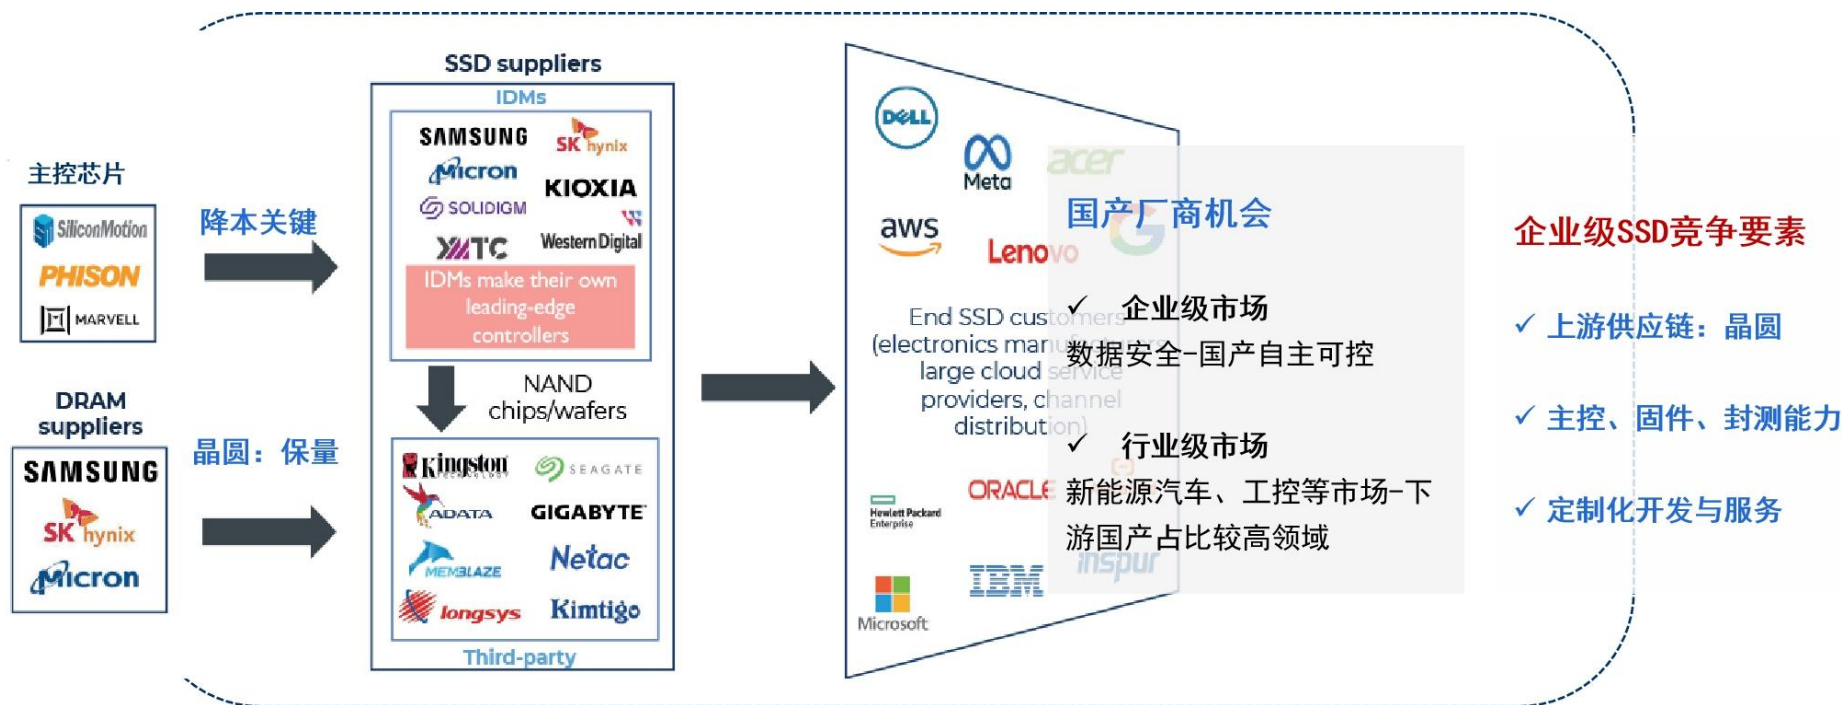 主控芯片
SiliconMotion
PHISON
MARVELL
降本关键
DRAM
suppliers
SAMSUNG
SK hynix
Micron
晶圆：保量
SSD suppliers
IDMs
SAMSUNG
SK hynix
Micron
KIOXIA
SOLIDIGM
YMTC
Western Digital
IDMs make their own
leading-edge
controllers
NAND
chips/wafers
Kingston
TECHNOLOGY
SEAGATE
ADATA
GIGABYTE
MEMBLAZE
Netac
longsys
Kimtigo
Third-party
DELL
Meta
acer
aws
Lenovo
G
End SSD customers
(electronics manufacturers
large cloud service
providers, channel
distribution)
ORACLE
Hewlett Packard
Enterprise
IBM
inspur
Microsoft
国产厂商机会
✓ 企业级市场
数据安全-国产自主可控
✓ 行业级市场
新能源汽车、工控等市场-下
游国产占比较高领域
企业级SSD竞争要素
✓ 上游供应链：晶圆
✓ 主控、固件、封测能力
✓ 定制化开发与服务